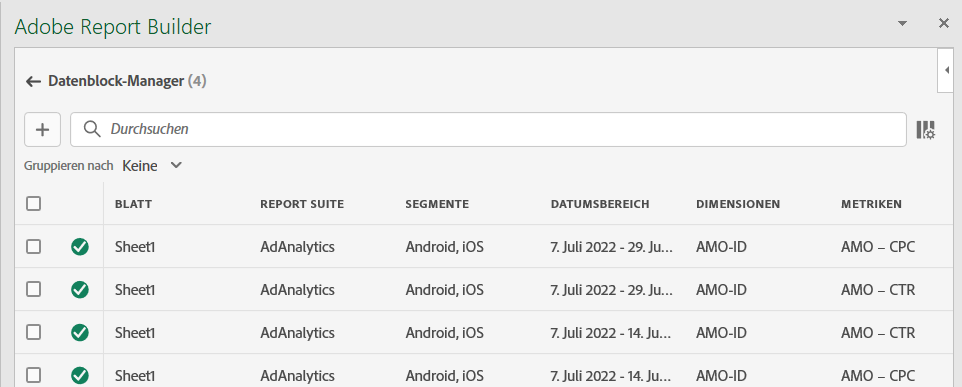 Adobe Report Builder
Datenblock-Manager (4)
Durchsuchen
Gruppieren nach Keine
BLATT REPORT SUITE SEGMENTE DATUMSBEREICH DIMENSIONEN METRIKEN
Sheet1 AdAnalytics Android, iOS 7. Juli 2022 - 29. Ju... AMO-ID AMO – CPC
Sheet1 AdAnalytics Android, iOS 7. Juli 2022 - 29. Ju... AMO-ID AMO – CTR
Sheet1 AdAnalytics Android, iOS 7. Juli 2022 - 14. Ju... AMO-ID AMO – CTR
Sheet1 AdAnalytics Android, iOS 7. Juli 2022 - 14. Ju... AMO-ID AMO – CPC